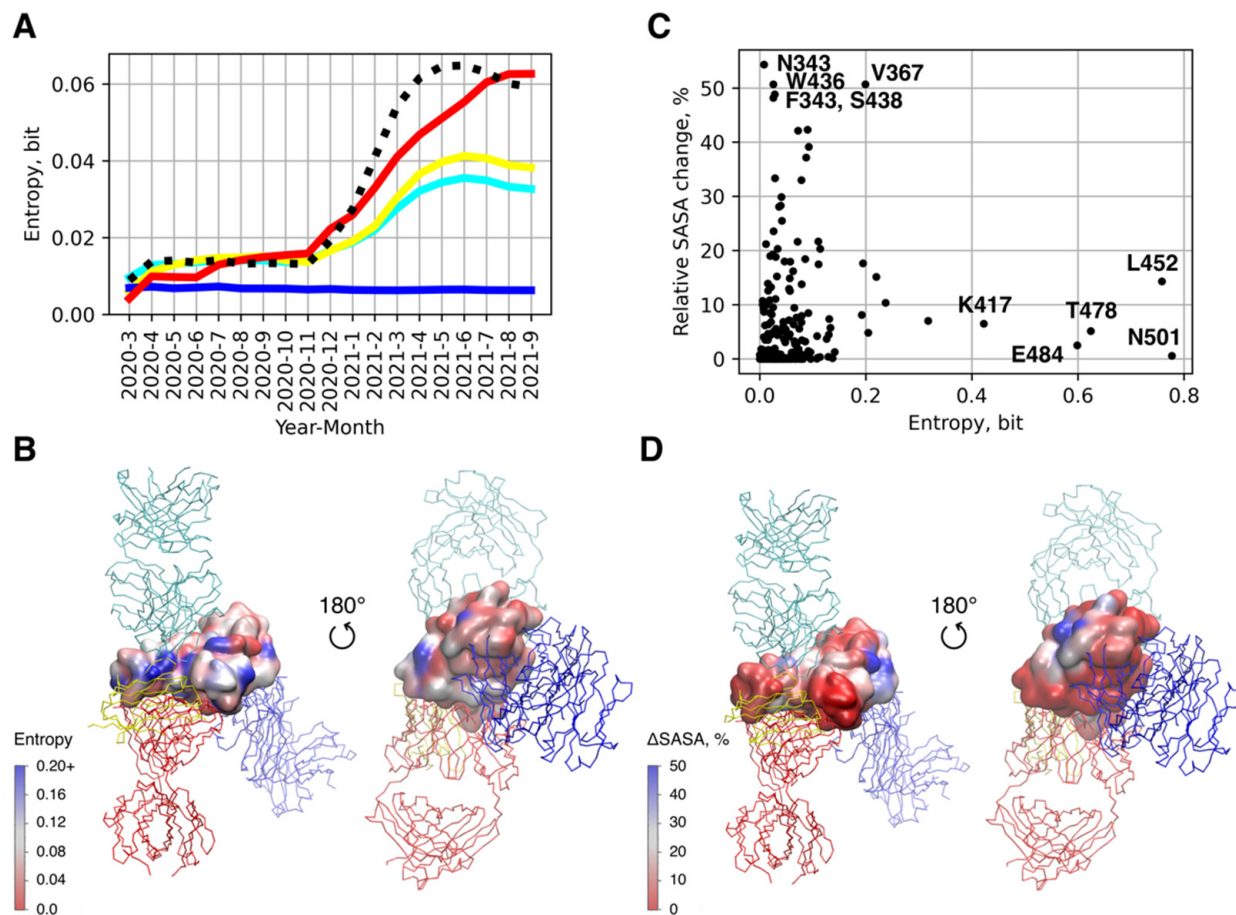 A
Entropy, bit
0.06
0.04
0.02
0.00
2020-3
2020-4
2020-5
2020-6
2020-7
2020-8
2020-9
2020-10
2020-11
2020-12
2021-1
2021-2
2021-3
2021-4
2021-5
2021-6
2021-7
2021-8
2021-9
Year-Month
C
Relative SASA change, %
50
40
30
20
10
0
N343
W436
V367
F343, S438
L452
K417
T478
E484
N501
0.0
0.2
0.4
0.6
0.8
Entropy, bit
B
180°
Entropy
0.20+
0.16
0.12
0.08
0.04
0.0
D
180°
ΔSASA, %
50
40
30
20
10
0